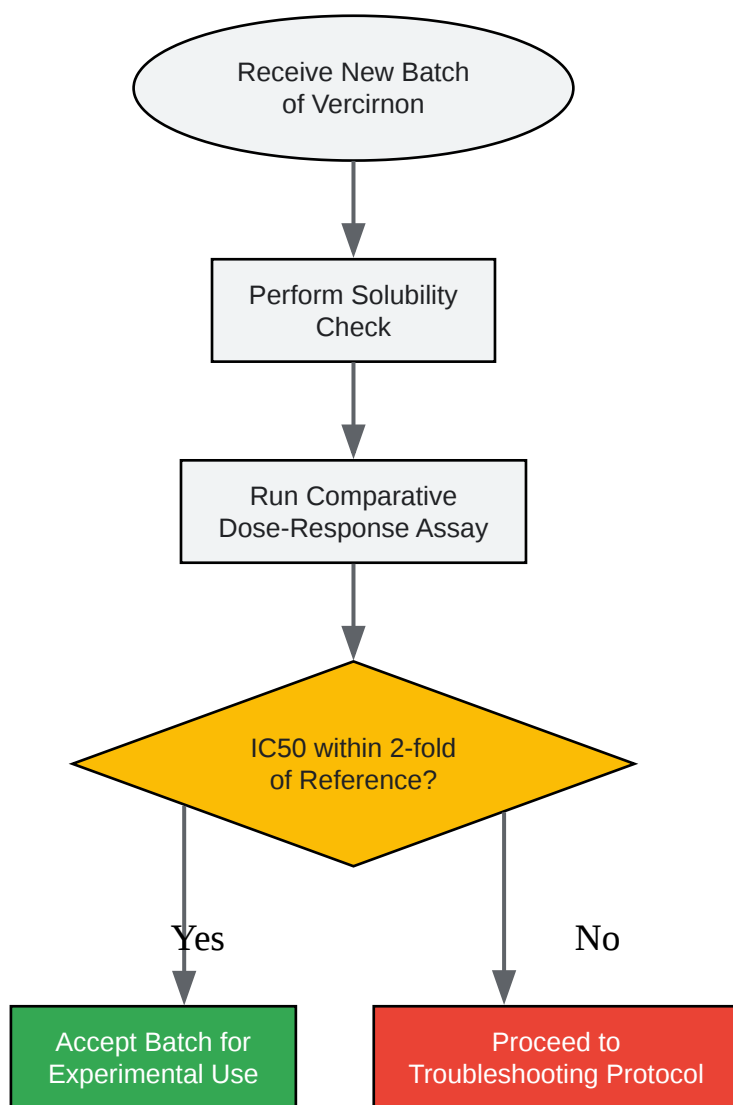 Receive New Batch
of Vercirnon
Perform Solubility
Check
Run Comparative
Dose-Response Assay
IC50 within 2-fold
of Reference?
Yes
No
Accept Batch for
Experimental Use
Proceed to
Troubleshooting Protocol